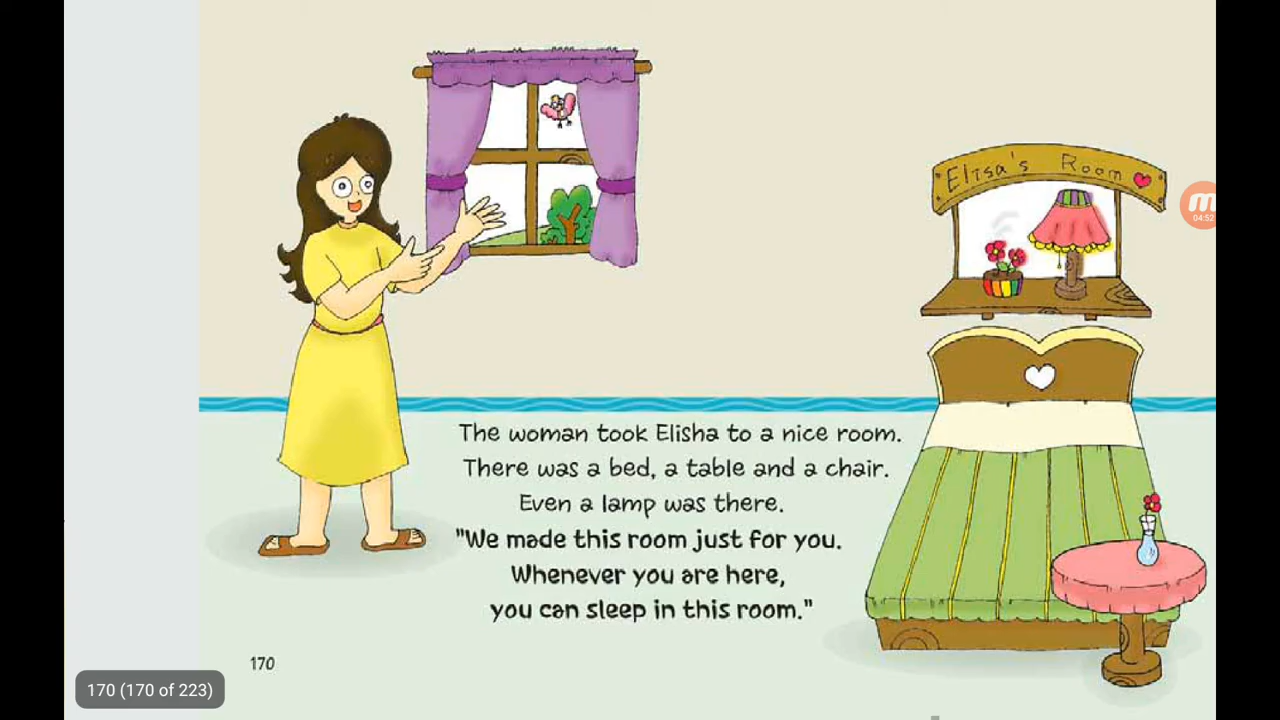 Elisa's Room
04:52
The woman took Elisha to a nice room.
There was a bed, a table and a chair.
Even a lamp was there.
"We made this room just for you.
Whenever you are here,
you can sleep in this room."
170
170 (170 of 223)